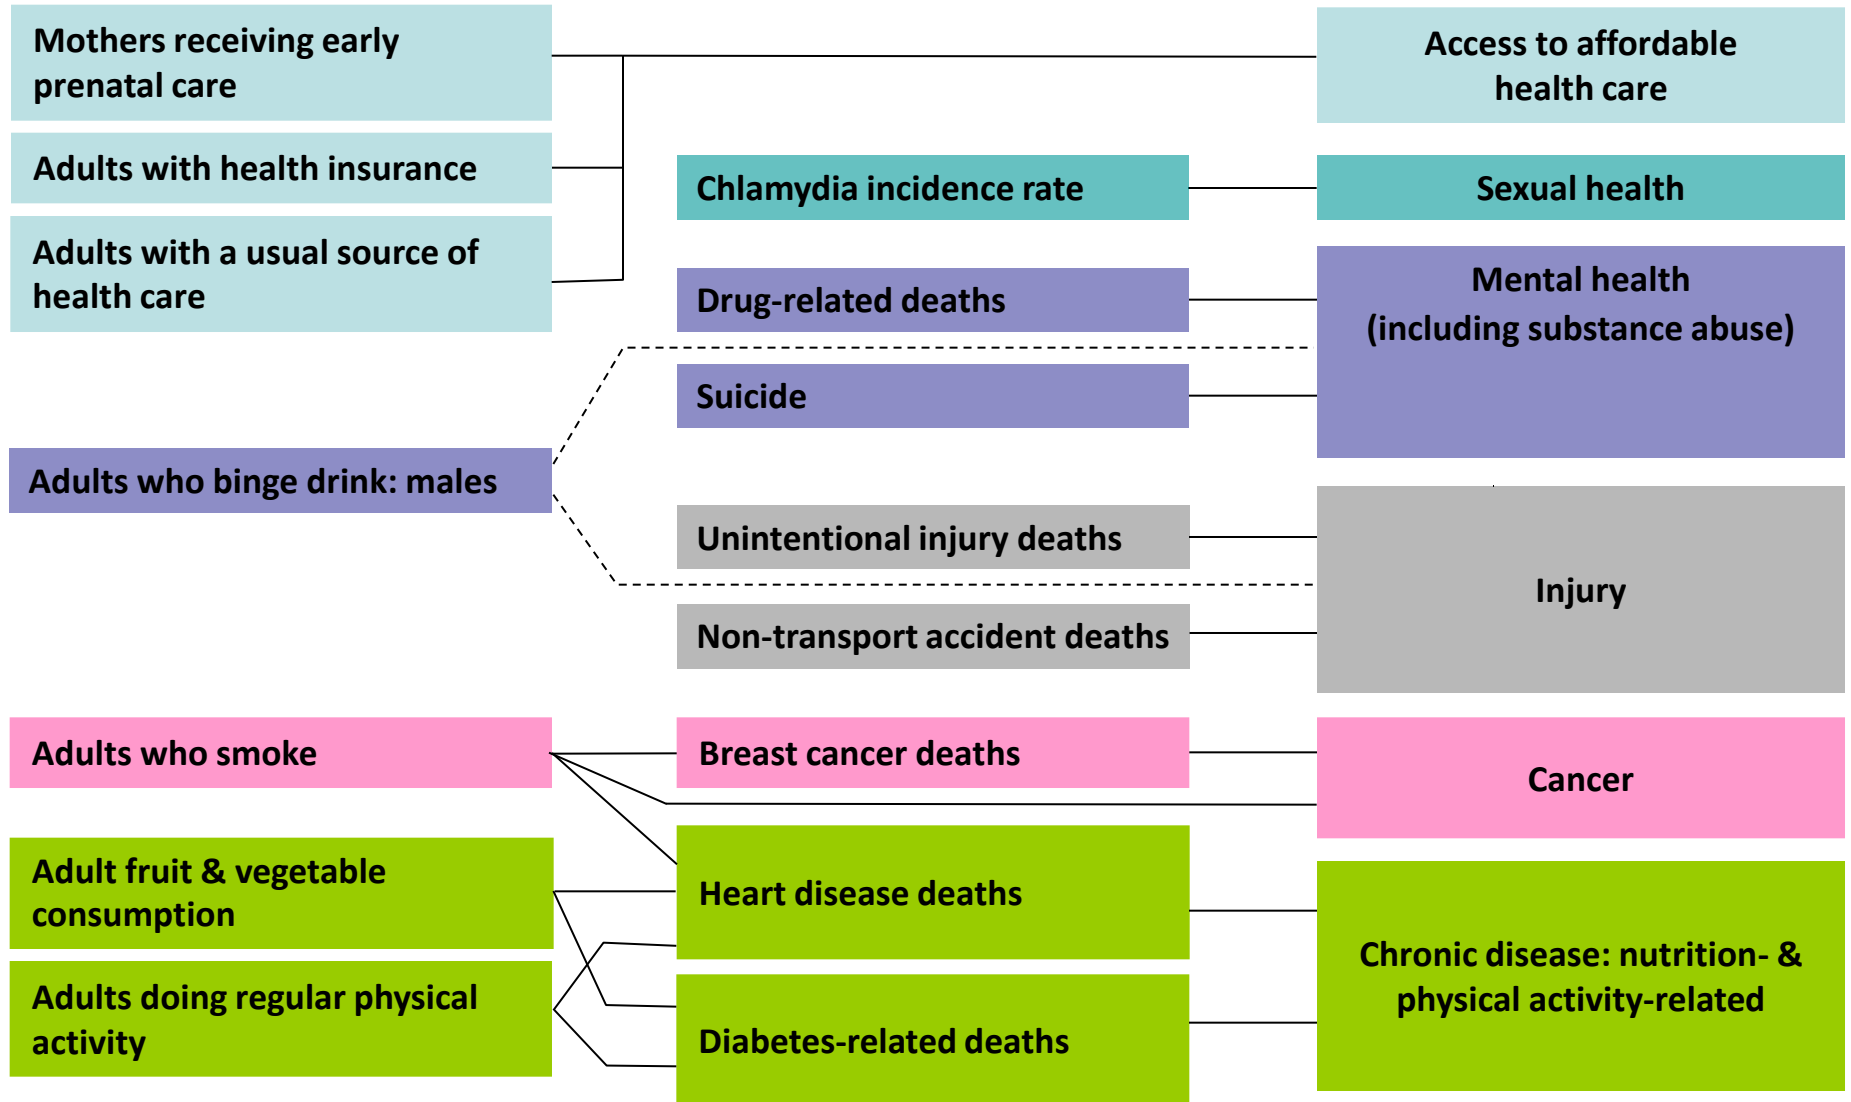 Mothers receiving early
prenatal care
Adults with health insurance
Adults with a usual source of
health care
Adults who binge drink: males
Adults who smoke
Adult fruit & vegetable
consumption
Adults doing regular physical
activity
Chlamydia incidence rate
Drug-related deaths
Suicide
Unintentional injury deaths
Non-transport accident deaths
Breast cancer deaths
Heart disease deaths
Diabetes-related deaths
Access to affordable
health care
Sexual health
Mental health
(including substance abuse)
Injury
Cancer
Chronic disease: nutrition- &
physical activity-related